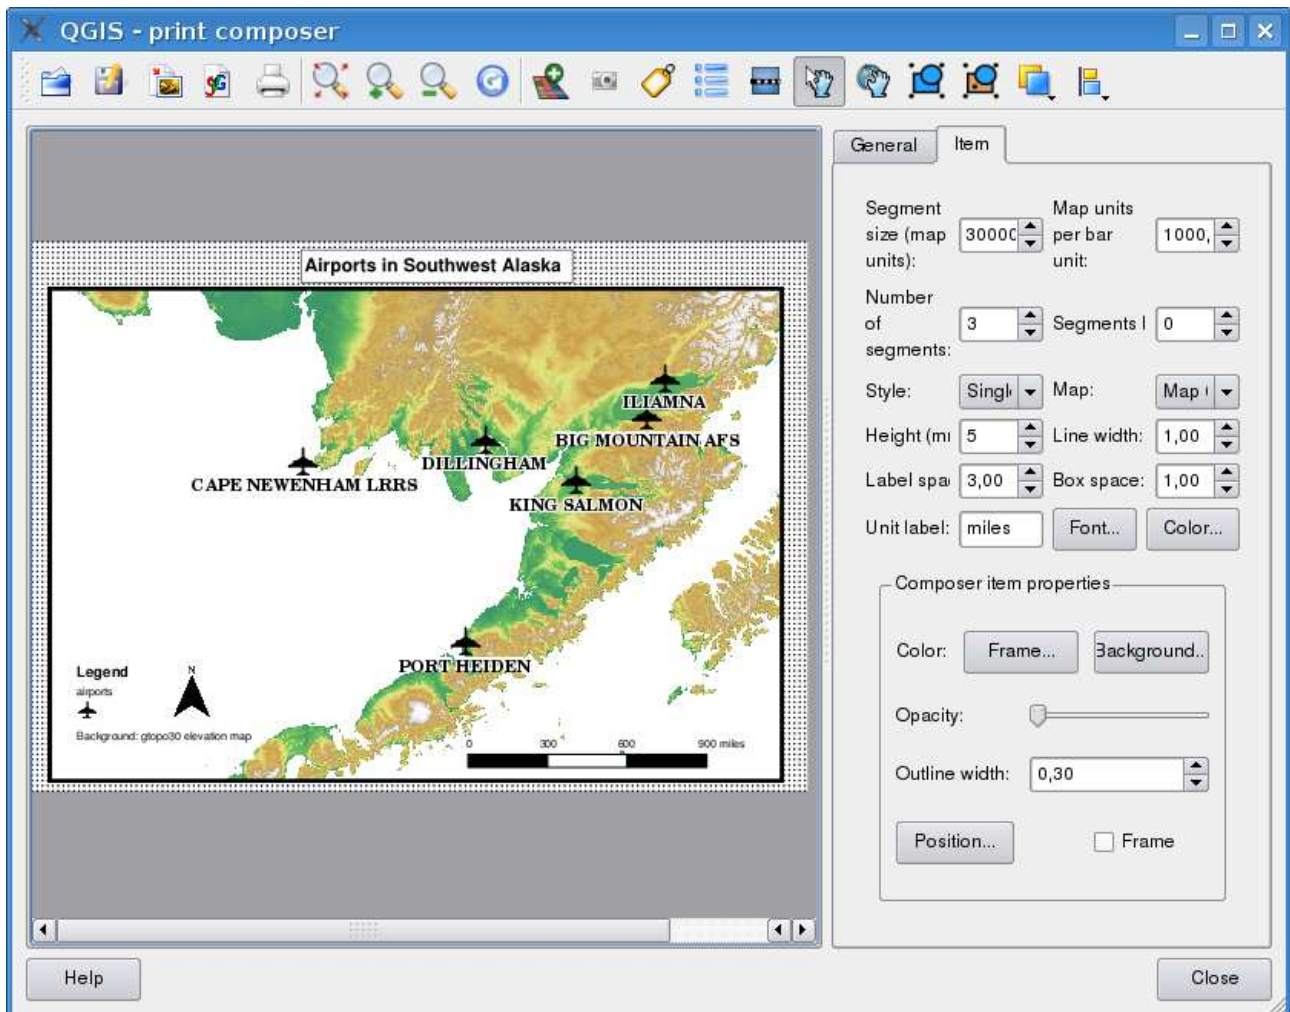 QGIS - print composer
General
Item
Segment size (map units):
30000
Map units per bar unit:
1000,
Number of segments:
3
Segments l
0
Style:
Singl
Map:
Map
Height (m
5
Line width:
1,00
Label spa
3,00
Box space:
1,00
Unit label:
miles
Font...
Color...
Composer item properties
Color:
Frame...
Background..
Opacity:
Outline width:
0,30
Position...
Frame
Airports in Southwest Alaska
ILIAMNA
BIG MOUNTAIN AFS
DILLINGHAM
CAPE NEWENHAM LRRS
KING SALMON
PORT HEIDEN
Legend
airports
N
Background: gtopo30 elevation map
0 300 600 900 miles
Help
Close